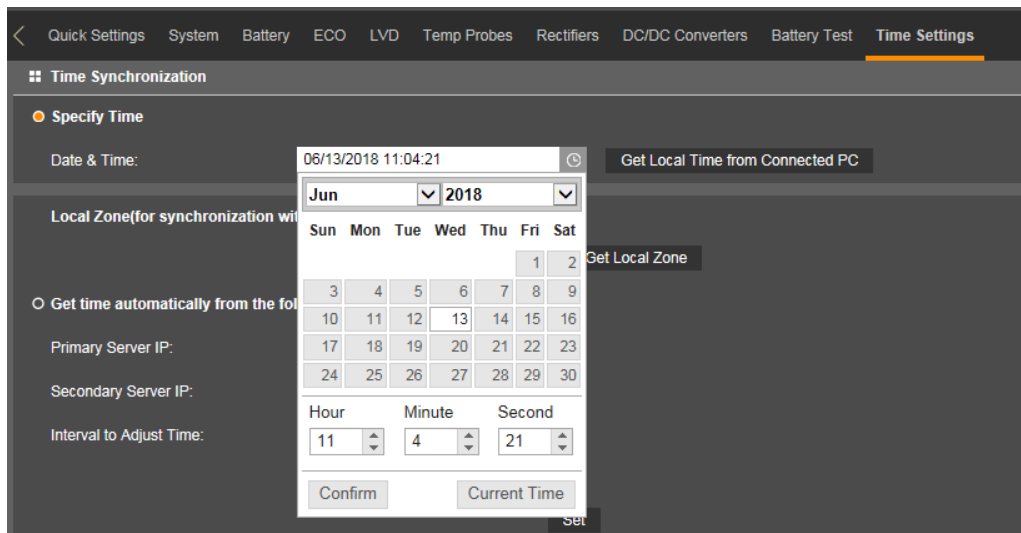 Quick Settings System Battery ECO LVD Temp Probes Rectifiers DC/DC Converters Battery Test Time Settings
Time Synchronization
Specify Time
Date & Time: 06/13/2018 11:04:21 Get Local Time from Connected PC
Jun 2018
Local Zone(for synchronization wit
Sun Mon Tue Wed Thu Fri Sat
1 2 Get Local Zone
3 4 5 6 7 8 9
Get time automatically from the fol
10 11 12 13 14 15 16
Primary Server IP:
17 18 19 20 21 22 23
24 25 26 27 28 29 30
Secondary Server IP:
Hour Minute Second
Interval to Adjust Time:
11 4 21
Confirm Current Time
Set